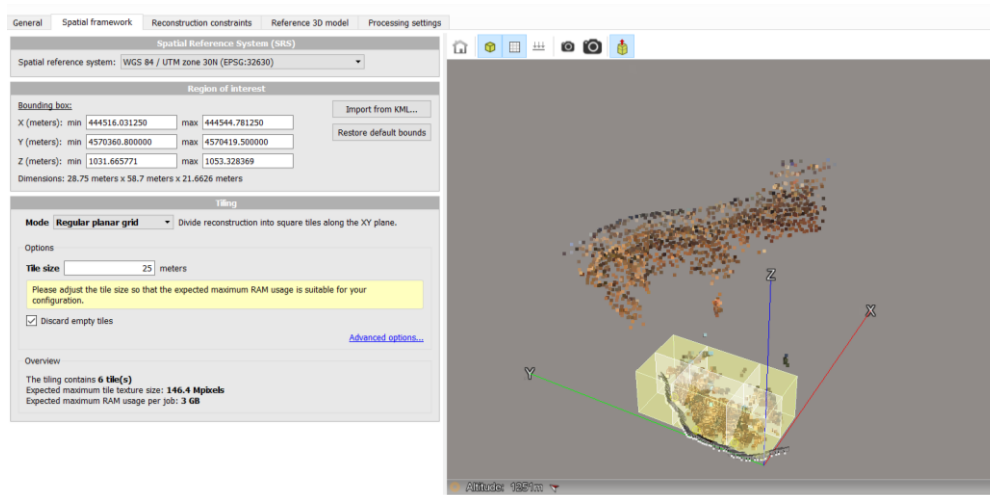 General Spatial framework Reconstruction constraints Reference 3D model Processing settings
Spatial Reference System (SRS)
Spatial reference system: WGS 84 / UTM zone 30N (EPSG:32630)
Region of interest
Bounding box:
Import from KML...
X (meters): min 444516.031250 max 444544.781250
Restore default bounds
Y (meters): min 4570360.800000 max 4570419.500000
Z (meters): min 1031.665771 max 1053.328369
Dimensions: 28.75 meters x 58.7 meters x 21.6626 meters
Tiling
Mode Regular planar grid Divide reconstruction into square tiles along the XY plane.
Options
Tile size 25 meters
Please adjust the tile size so that the expected maximum RAM usage is suitable for your
configuration.
Discard empty tiles
Advanced options...
Overview
The tiling contains 6 tile(s)
Expected maximum tile texture size: 146.4 Mpixels
Expected maximum RAM usage per job: 3 GB
Z
X
Y
Altitude: 1251m